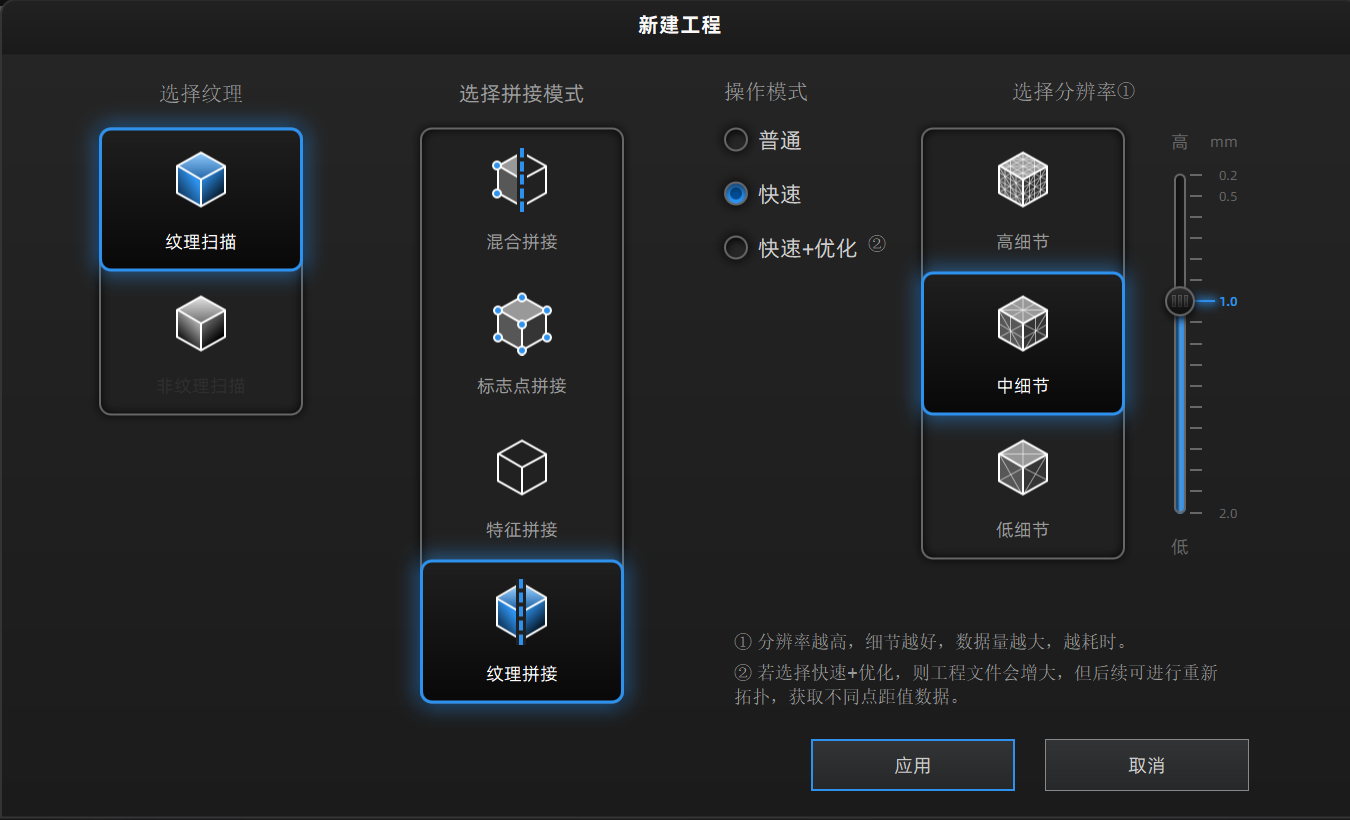 新建工程
选择纹理
纹理扫描
非纹理扫描
选择拼接模式
混合拼接
标志点拼接
特征拼接
纹理拼接
操作模式
普通
快速
快速+优化 ②
选择分辨率①
高细节
中细节
低细节
高 mm
0.2
0.5
1.0
2.0
低
① 分辨率越高，细节越好，数据量越大，越耗时。
② 若选择快速+优化，则工程文件会增大，但后续可进行重新
拓扑，获取不同点距值数据。
应用
取消